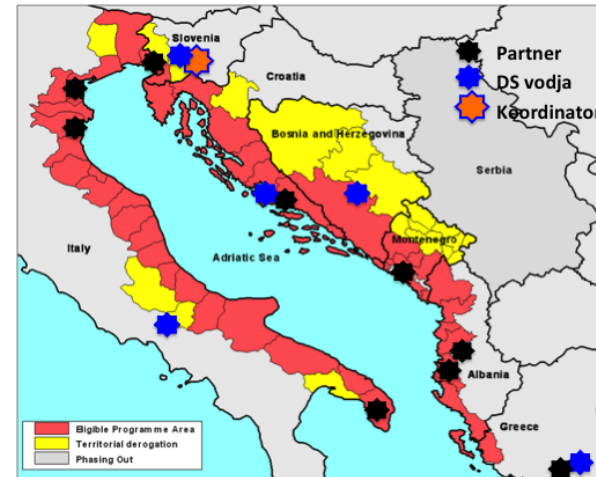 Slovenia
Croatia
Partner
DS vodja
Koordinator
Bosnia and Herzegovina
Serbia
Montenegro
Italy
Adriatic Sea
Albania
Greece
Eligible Programme Area
Territorial derogation
Phasing Out